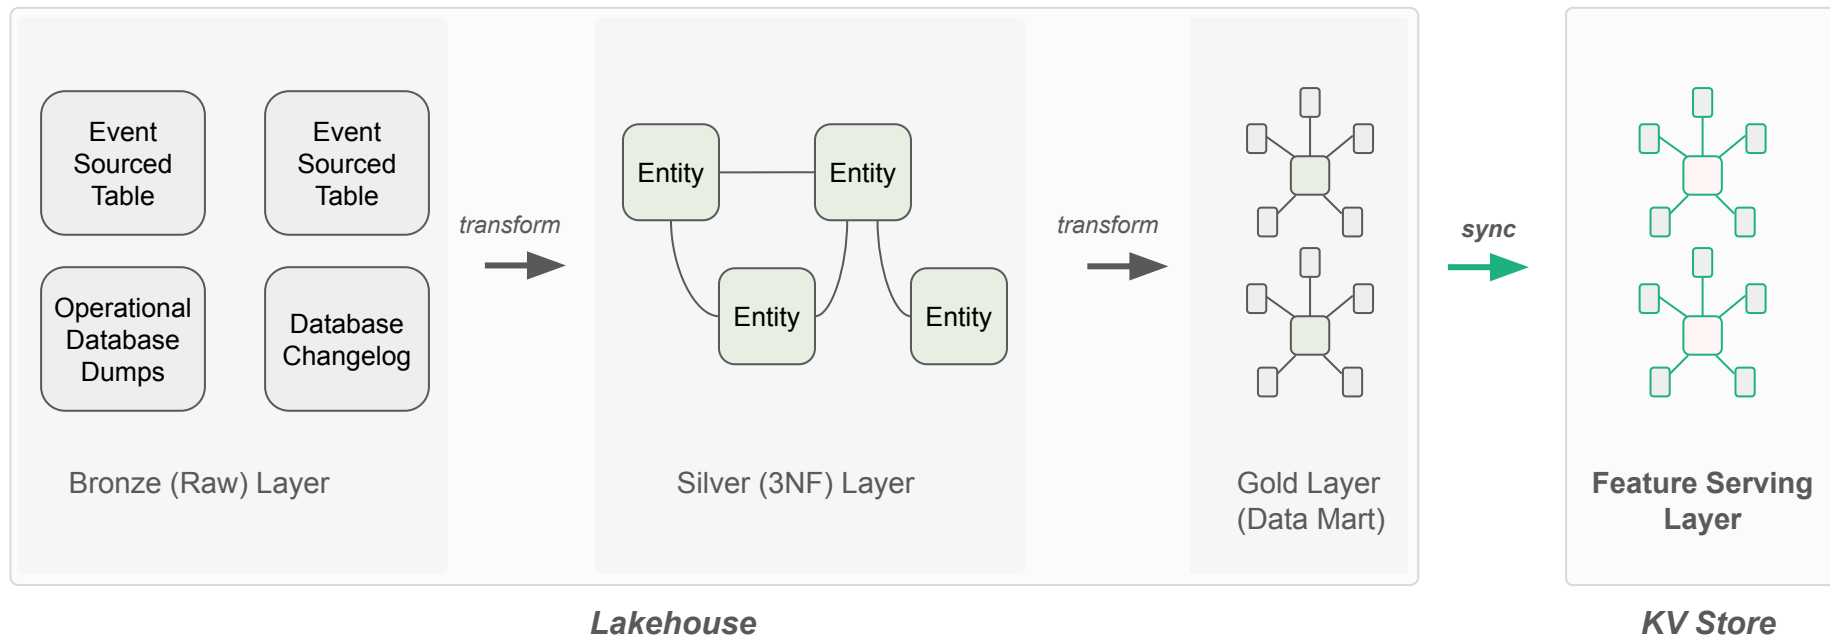 Event
Sourced
Table
Event
Sourced
Table
Operational
Database
Dumps
Database
Changelog
Bronze (Raw) Layer
transform
Entity
Entity
Entity
Entity
Silver (3NF) Layer
transform
Gold Layer
(Data Mart)
sync
Feature Serving
Layer
Lakehouse
KV Store